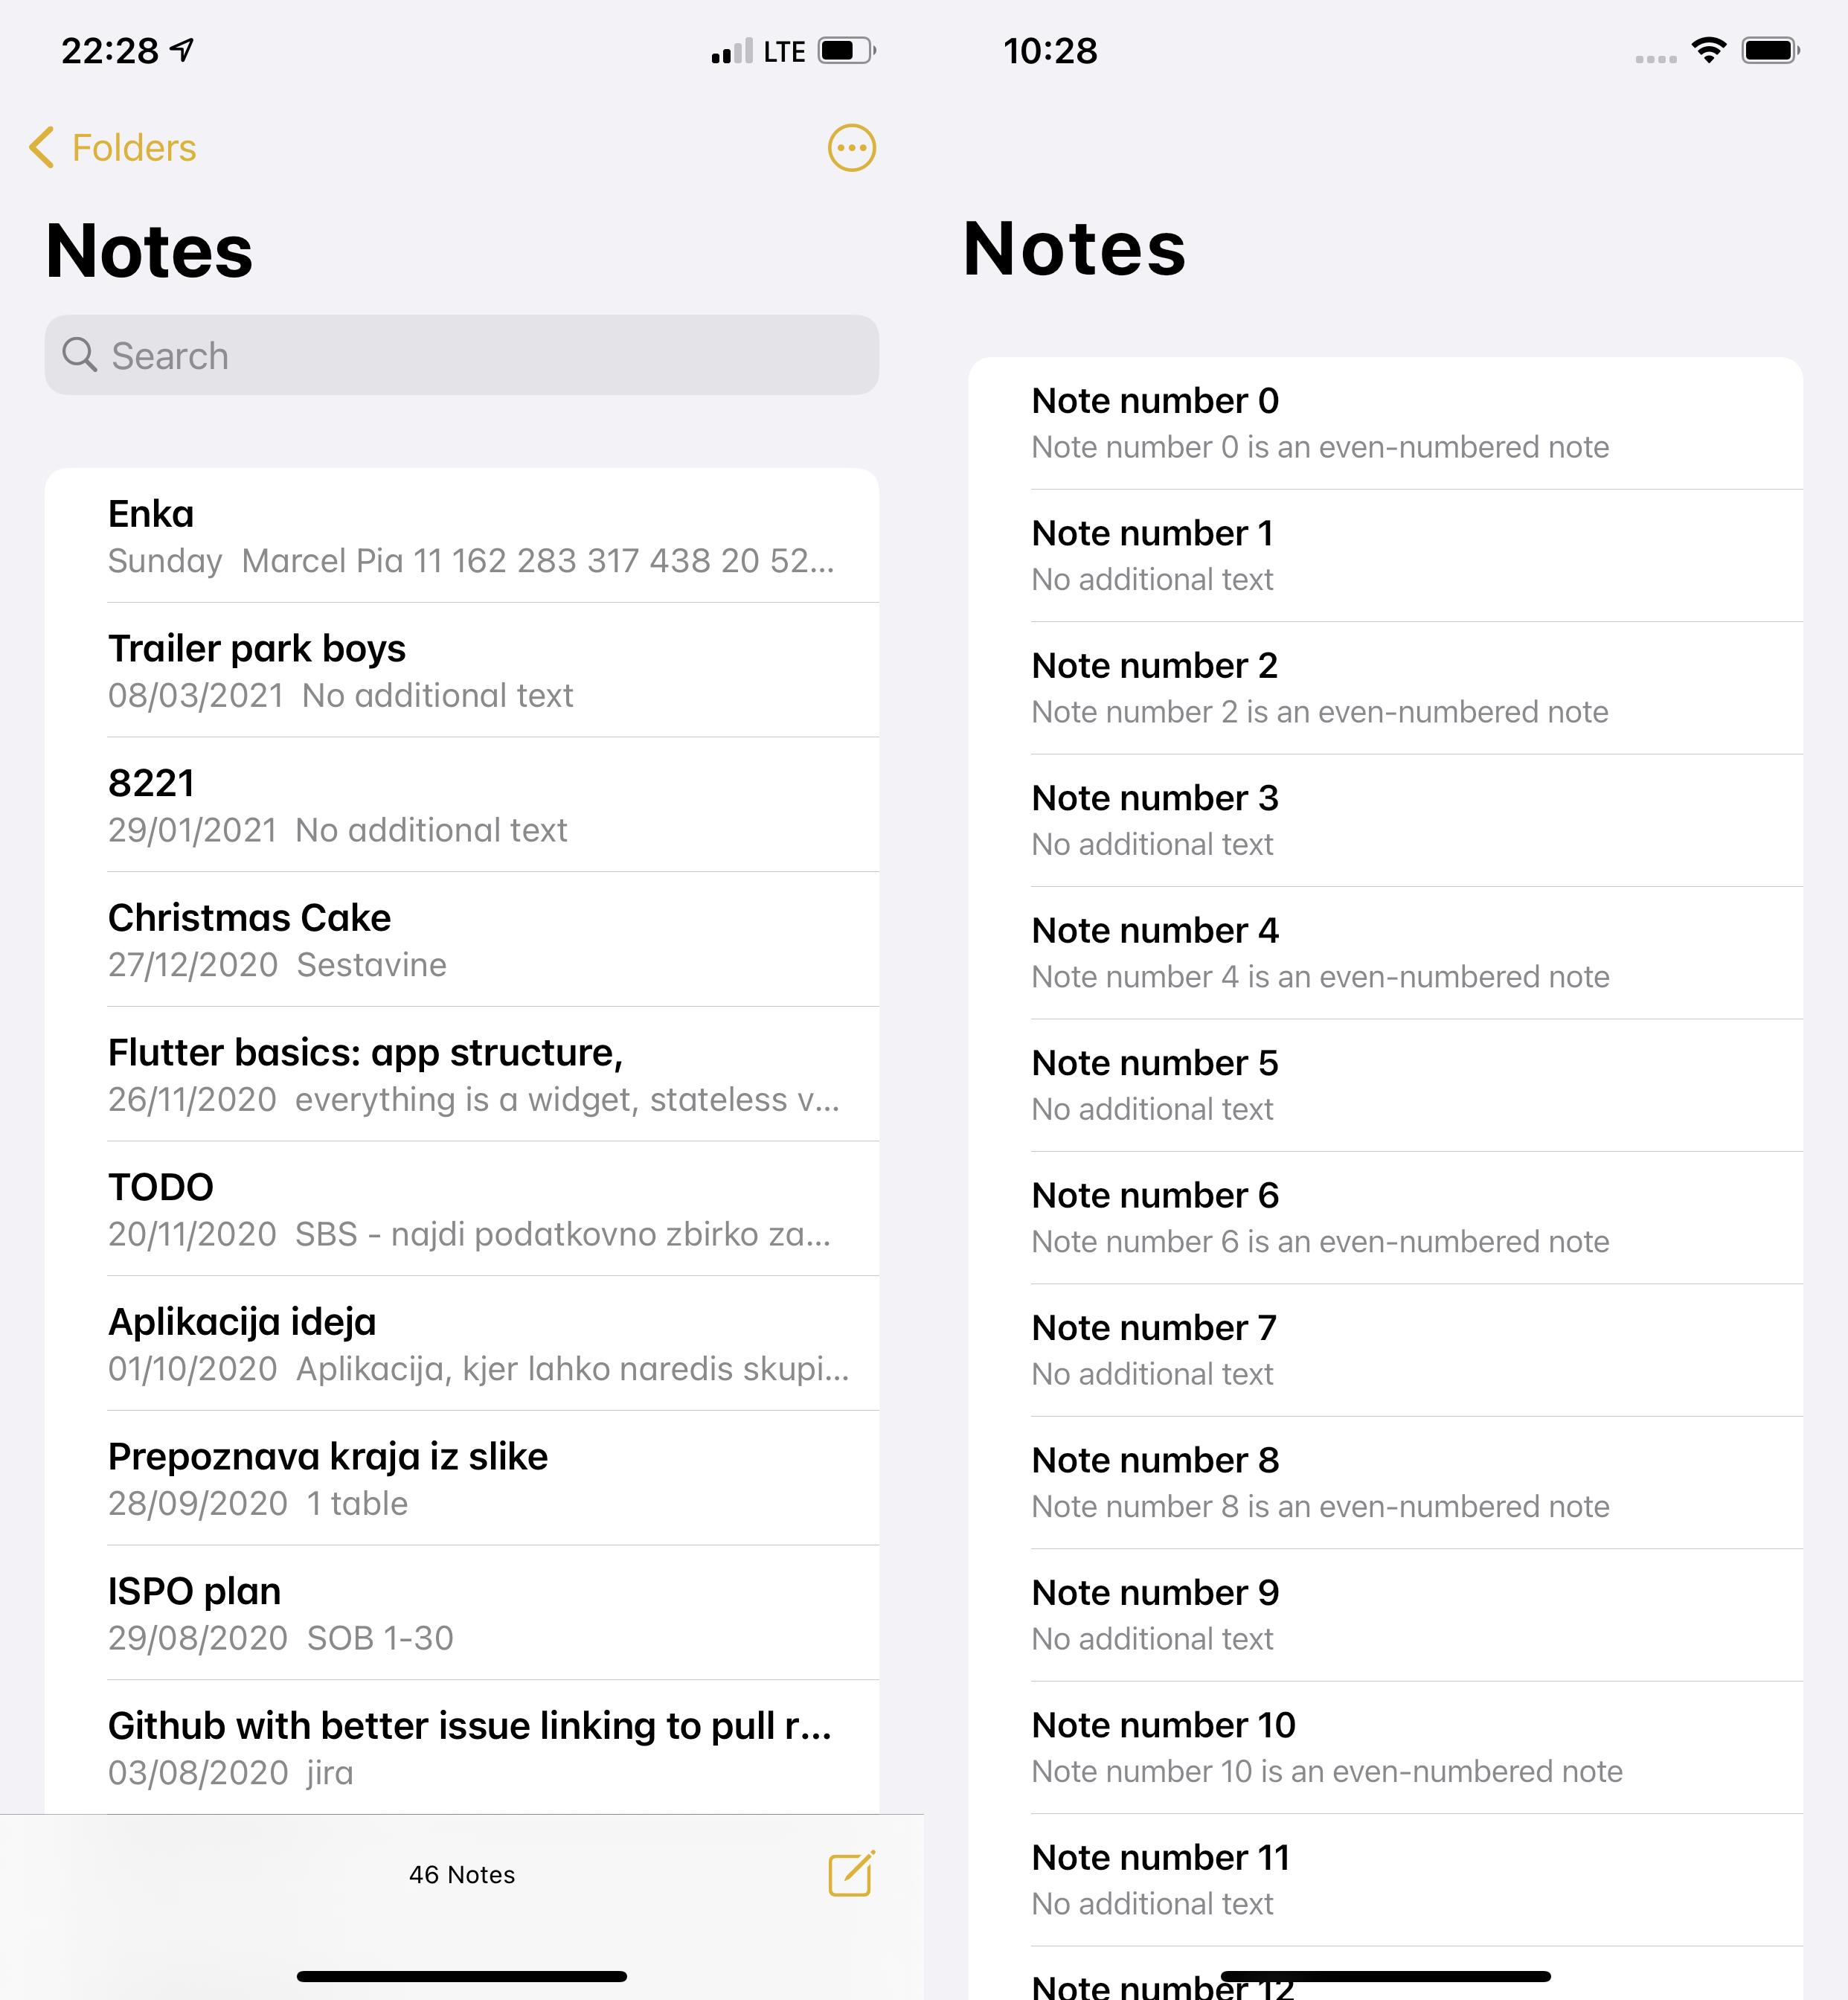 22:28
LTE
Folders
Notes
Search
Enka
Sunday  Marcel Pia 11 162 283 317 438 20 52...
Trailer park boys
08/03/2021  No additional text
8221
29/01/2021  No additional text
Christmas Cake
27/12/2020  Sestavine
Flutter basics: app structure,
26/11/2020  everything is a widget, stateless v...
TODO
20/11/2020  SBS - najdi podatkovno zbirko za...
Aplikacija ideja
01/10/2020  Aplikacija, kjer lahko naredis skupi...
Prepoznava kraja iz slike
28/09/2020  1 table
ISPO plan
29/08/2020  SOB 1-30
Github with better issue linking to pull r...
03/08/2020  jira
46 Notes
10:28
Notes
Note number 0
Note number 0 is an even-numbered note
Note number 1
No additional text
Note number 2
Note number 2 is an even-numbered note
Note number 3
No additional text
Note number 4
Note number 4 is an even-numbered note
Note number 5
No additional text
Note number 6
Note number 6 is an even-numbered note
Note number 7
No additional text
Note number 8
Note number 8 is an even-numbered note
Note number 9
No additional text
Note number 10
Note number 10 is an even-numbered note
Note number 11
No additional text
Note number 12